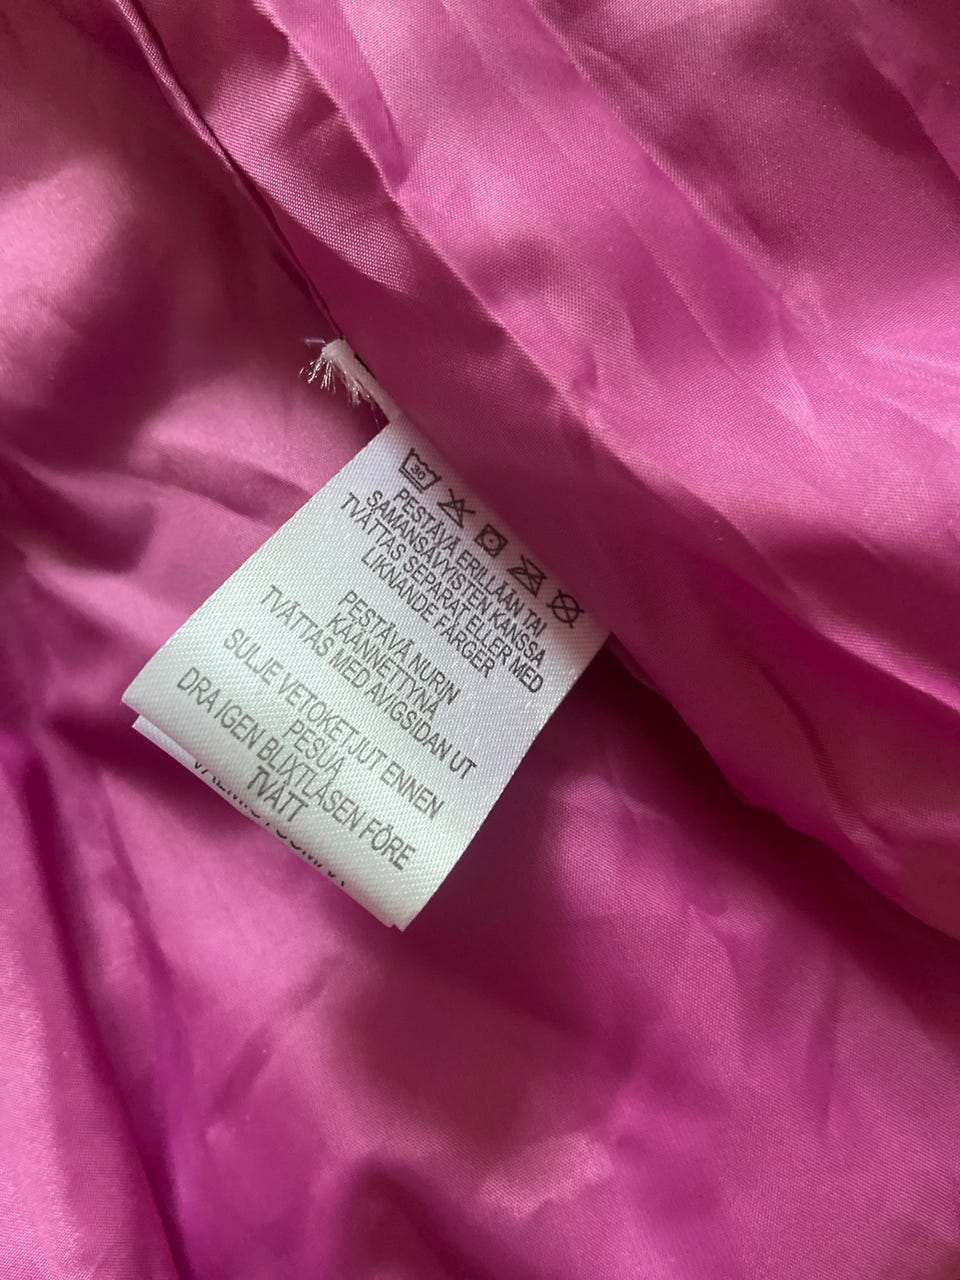 30
PESTÄVÄ ERILLÄÄN TAI
SAMANSÄVYISTEN KANSSA
TVÄTTAS SEPARAT ELLER MED
LIKNANDE FÄRGER
PESTÄVÄ NURIN
KÄÄNNETTYNÄ
TVÄTTAS MED AVIGSIDAN UT
SULJE VETOKETJUT ENNEN
PESUA
DRA IGEN BLIXTLÅSEN FÖRE
TVÄTT